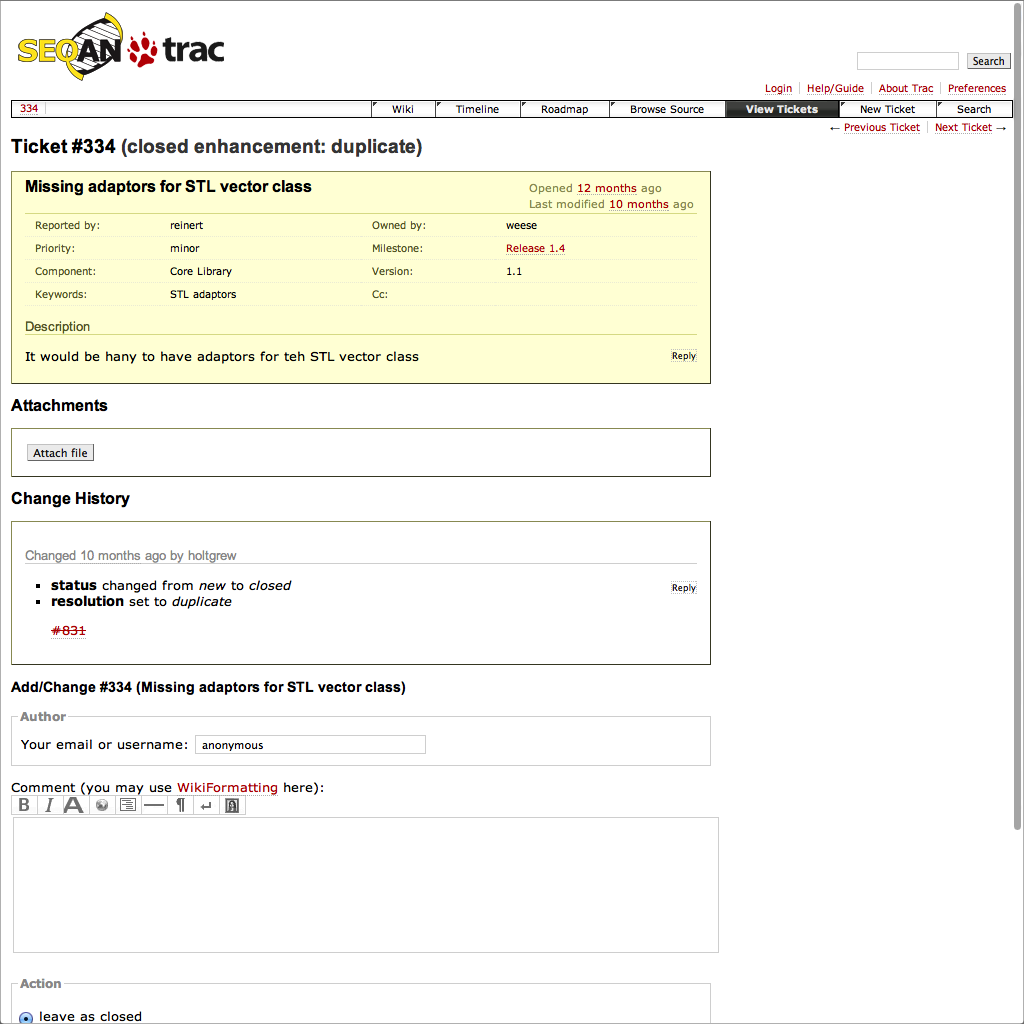 SEQAN trac
Search
Login Help/Guide About Trac Preferences
334 Wiki Timeline Roadmap Browse Source View Tickets New Ticket Search
← Previous Ticket Next Ticket →
Ticket #334 (closed enhancement: duplicate)
Missing adaptors for STL vector class
Opened 12 months ago
Last modified 10 months ago
Reported by: reinert Owned by: weese
Priority: minor Milestone: Release 1.4
Component: Core Library Version: 1.1
Keywords: STL adaptors Cc:
Description
It would be hany to have adaptors for teh STL vector class Reply
Attachments
Attach file
Change History
Changed 10 months ago by holtgrew
status changed from new to closed Reply
resolution set to duplicate
#831
Add/Change #334 (Missing adaptors for STL vector class)
Author
Your email or username: anonymous
Comment (you may use WikiFormatting here):
B I A ¶ ↵
Action
leave as closed